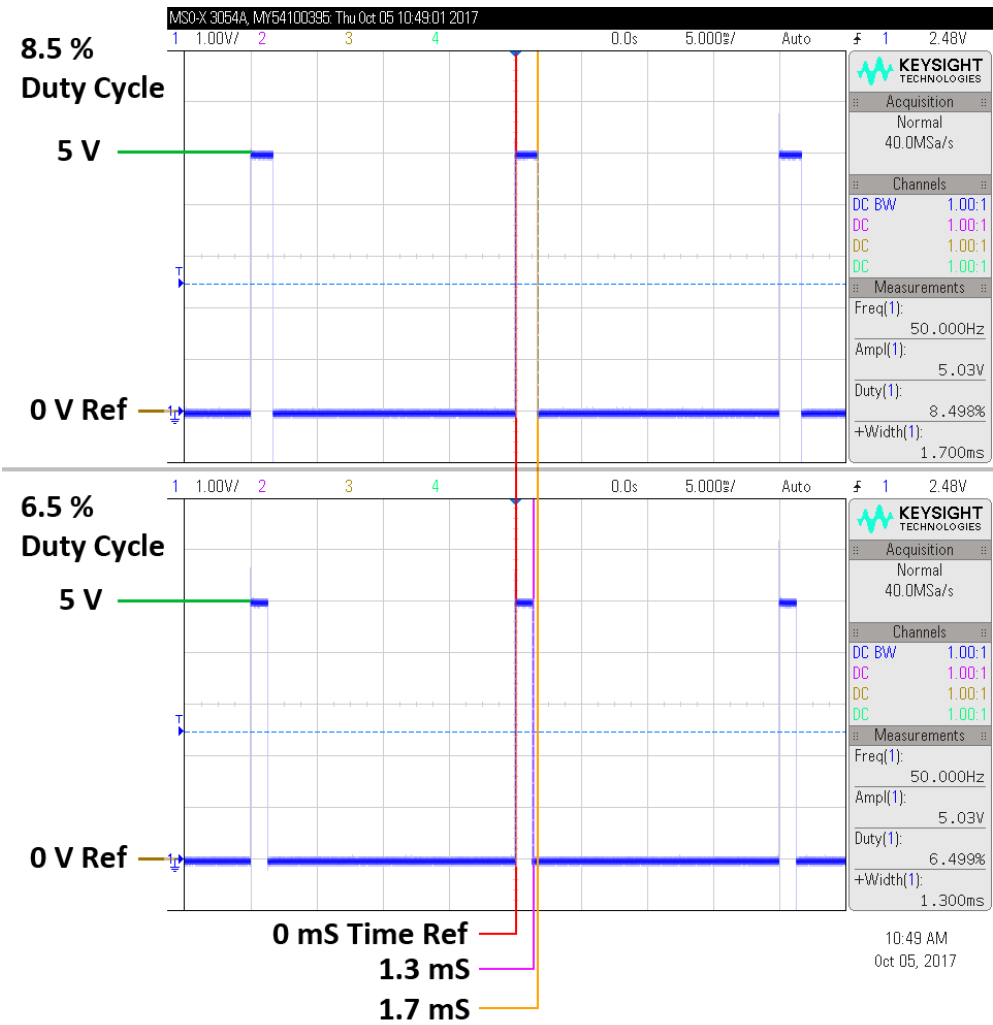 MSO-X 3054A, MY54100395: Thu Oct 05 10:49:01 2017
1 1.00V/ 2 3 4 0.0s 5.000s/ Auto 1 2.48V
8.5 %
Duty Cycle
5 V
T
0 V Ref
1
KEYSIGHT
TECHNOLOGIES
Acquisition
Normal
40.0MSa/s
Channels
DC BW 1.00:1
DC 1.00:1
DC 1.00:1
DC 1.00:1
Measurements
Freq(1):
50.000Hz
Ampl(1):
5.03V
Duty(1):
8.498%
+Width(1):
1.700ms
1 1.00V/ 2 3 4 0.0s 5.000s/ Auto 1 2.48V
6.5 %
Duty Cycle
5 V
T
0 V Ref
1
KEYSIGHT
TECHNOLOGIES
Acquisition
Normal
40.0MSa/s
Channels
DC BW 1.00:1
DC 1.00:1
DC 1.00:1
DC 1.00:1
Measurements
Freq(1):
50.000Hz
Ampl(1):
5.03V
Duty(1):
6.499%
+Width(1):
1.300ms
0 mS Time Ref
1.3 mS
1.7 mS
10:49 AM
Oct 05, 2017